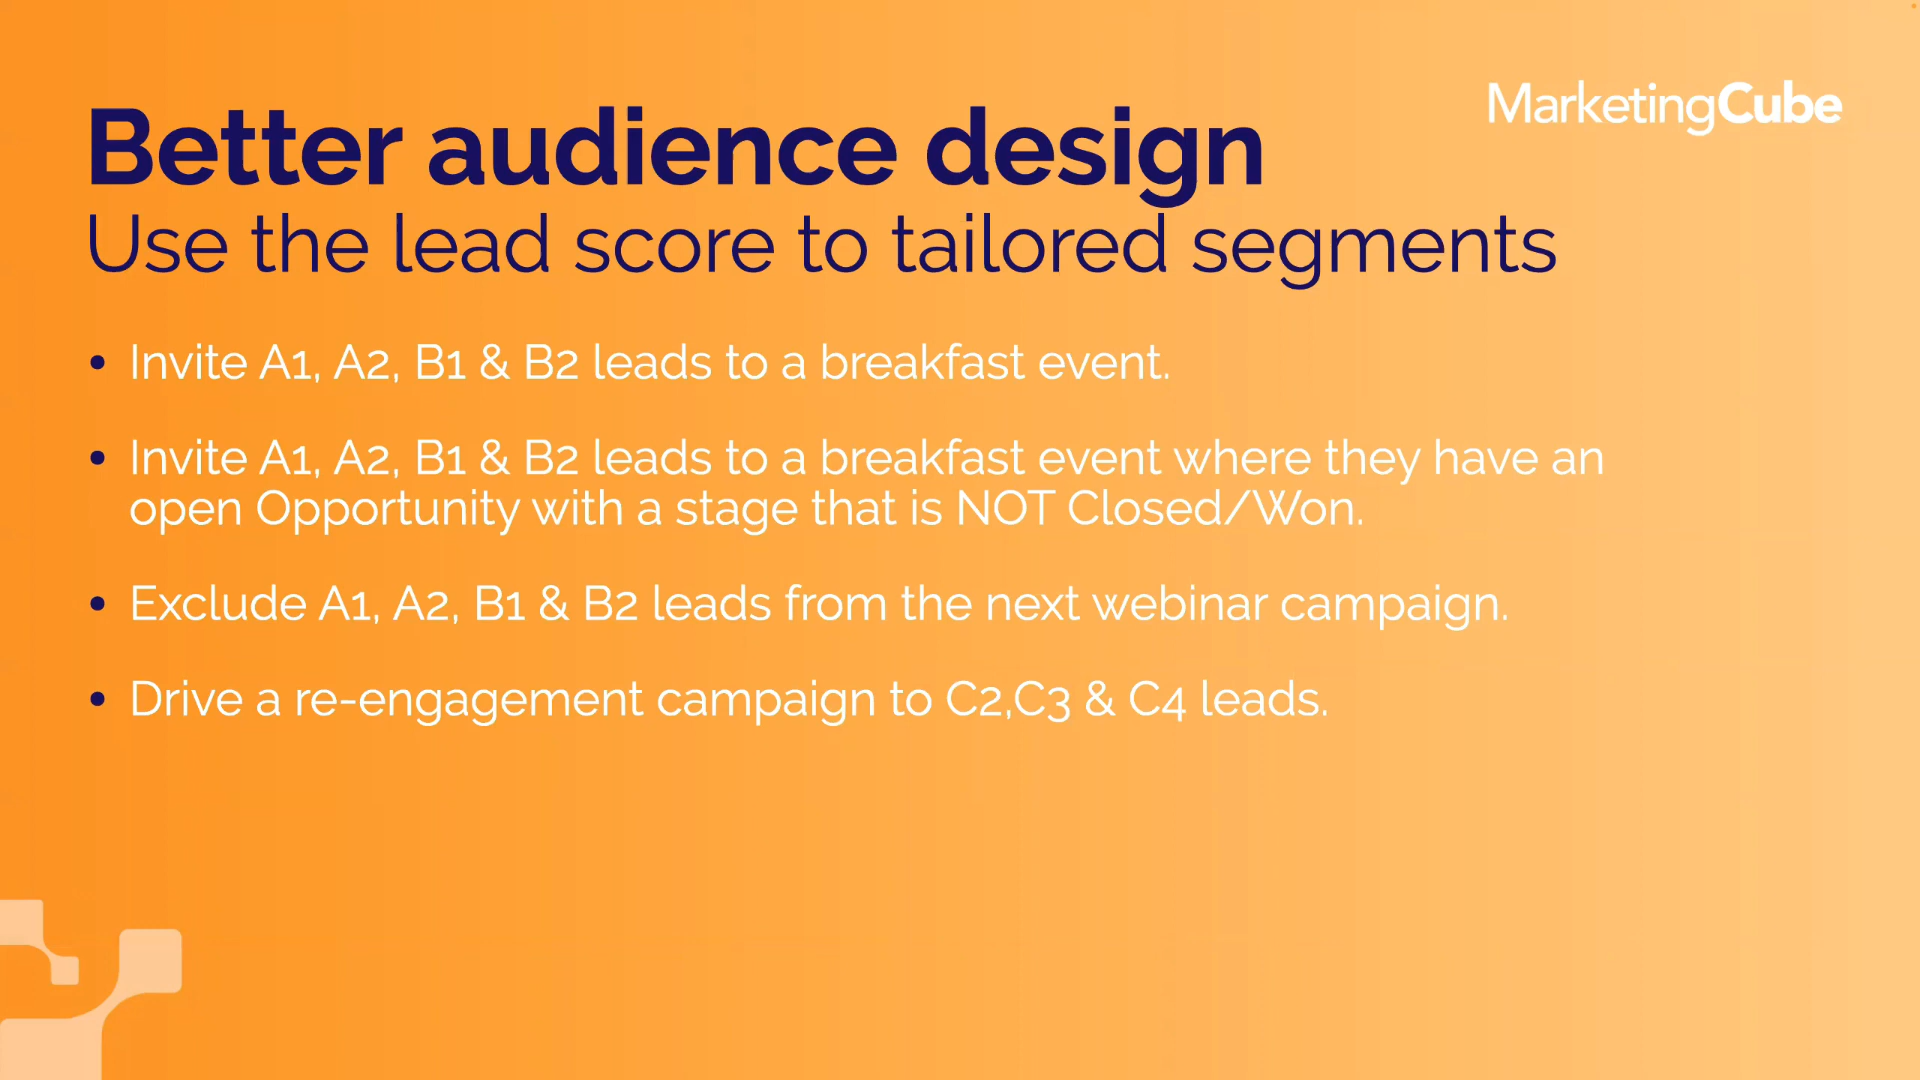 MarketingCube
Better audience design
Use the lead score to tailored segments
• Invite A1, A2, B1 & B2 leads to a breakfast event.
• Invite A1, A2, B1 & B2 leads to a breakfast event where they have an
open Opportunity with a stage that is NOT Closed/Won.
• Exclude A1, A2, B1 & B2 leads from the next webinar campaign.
• Drive a re-engagement campaign to C2,C3 & C4 leads.